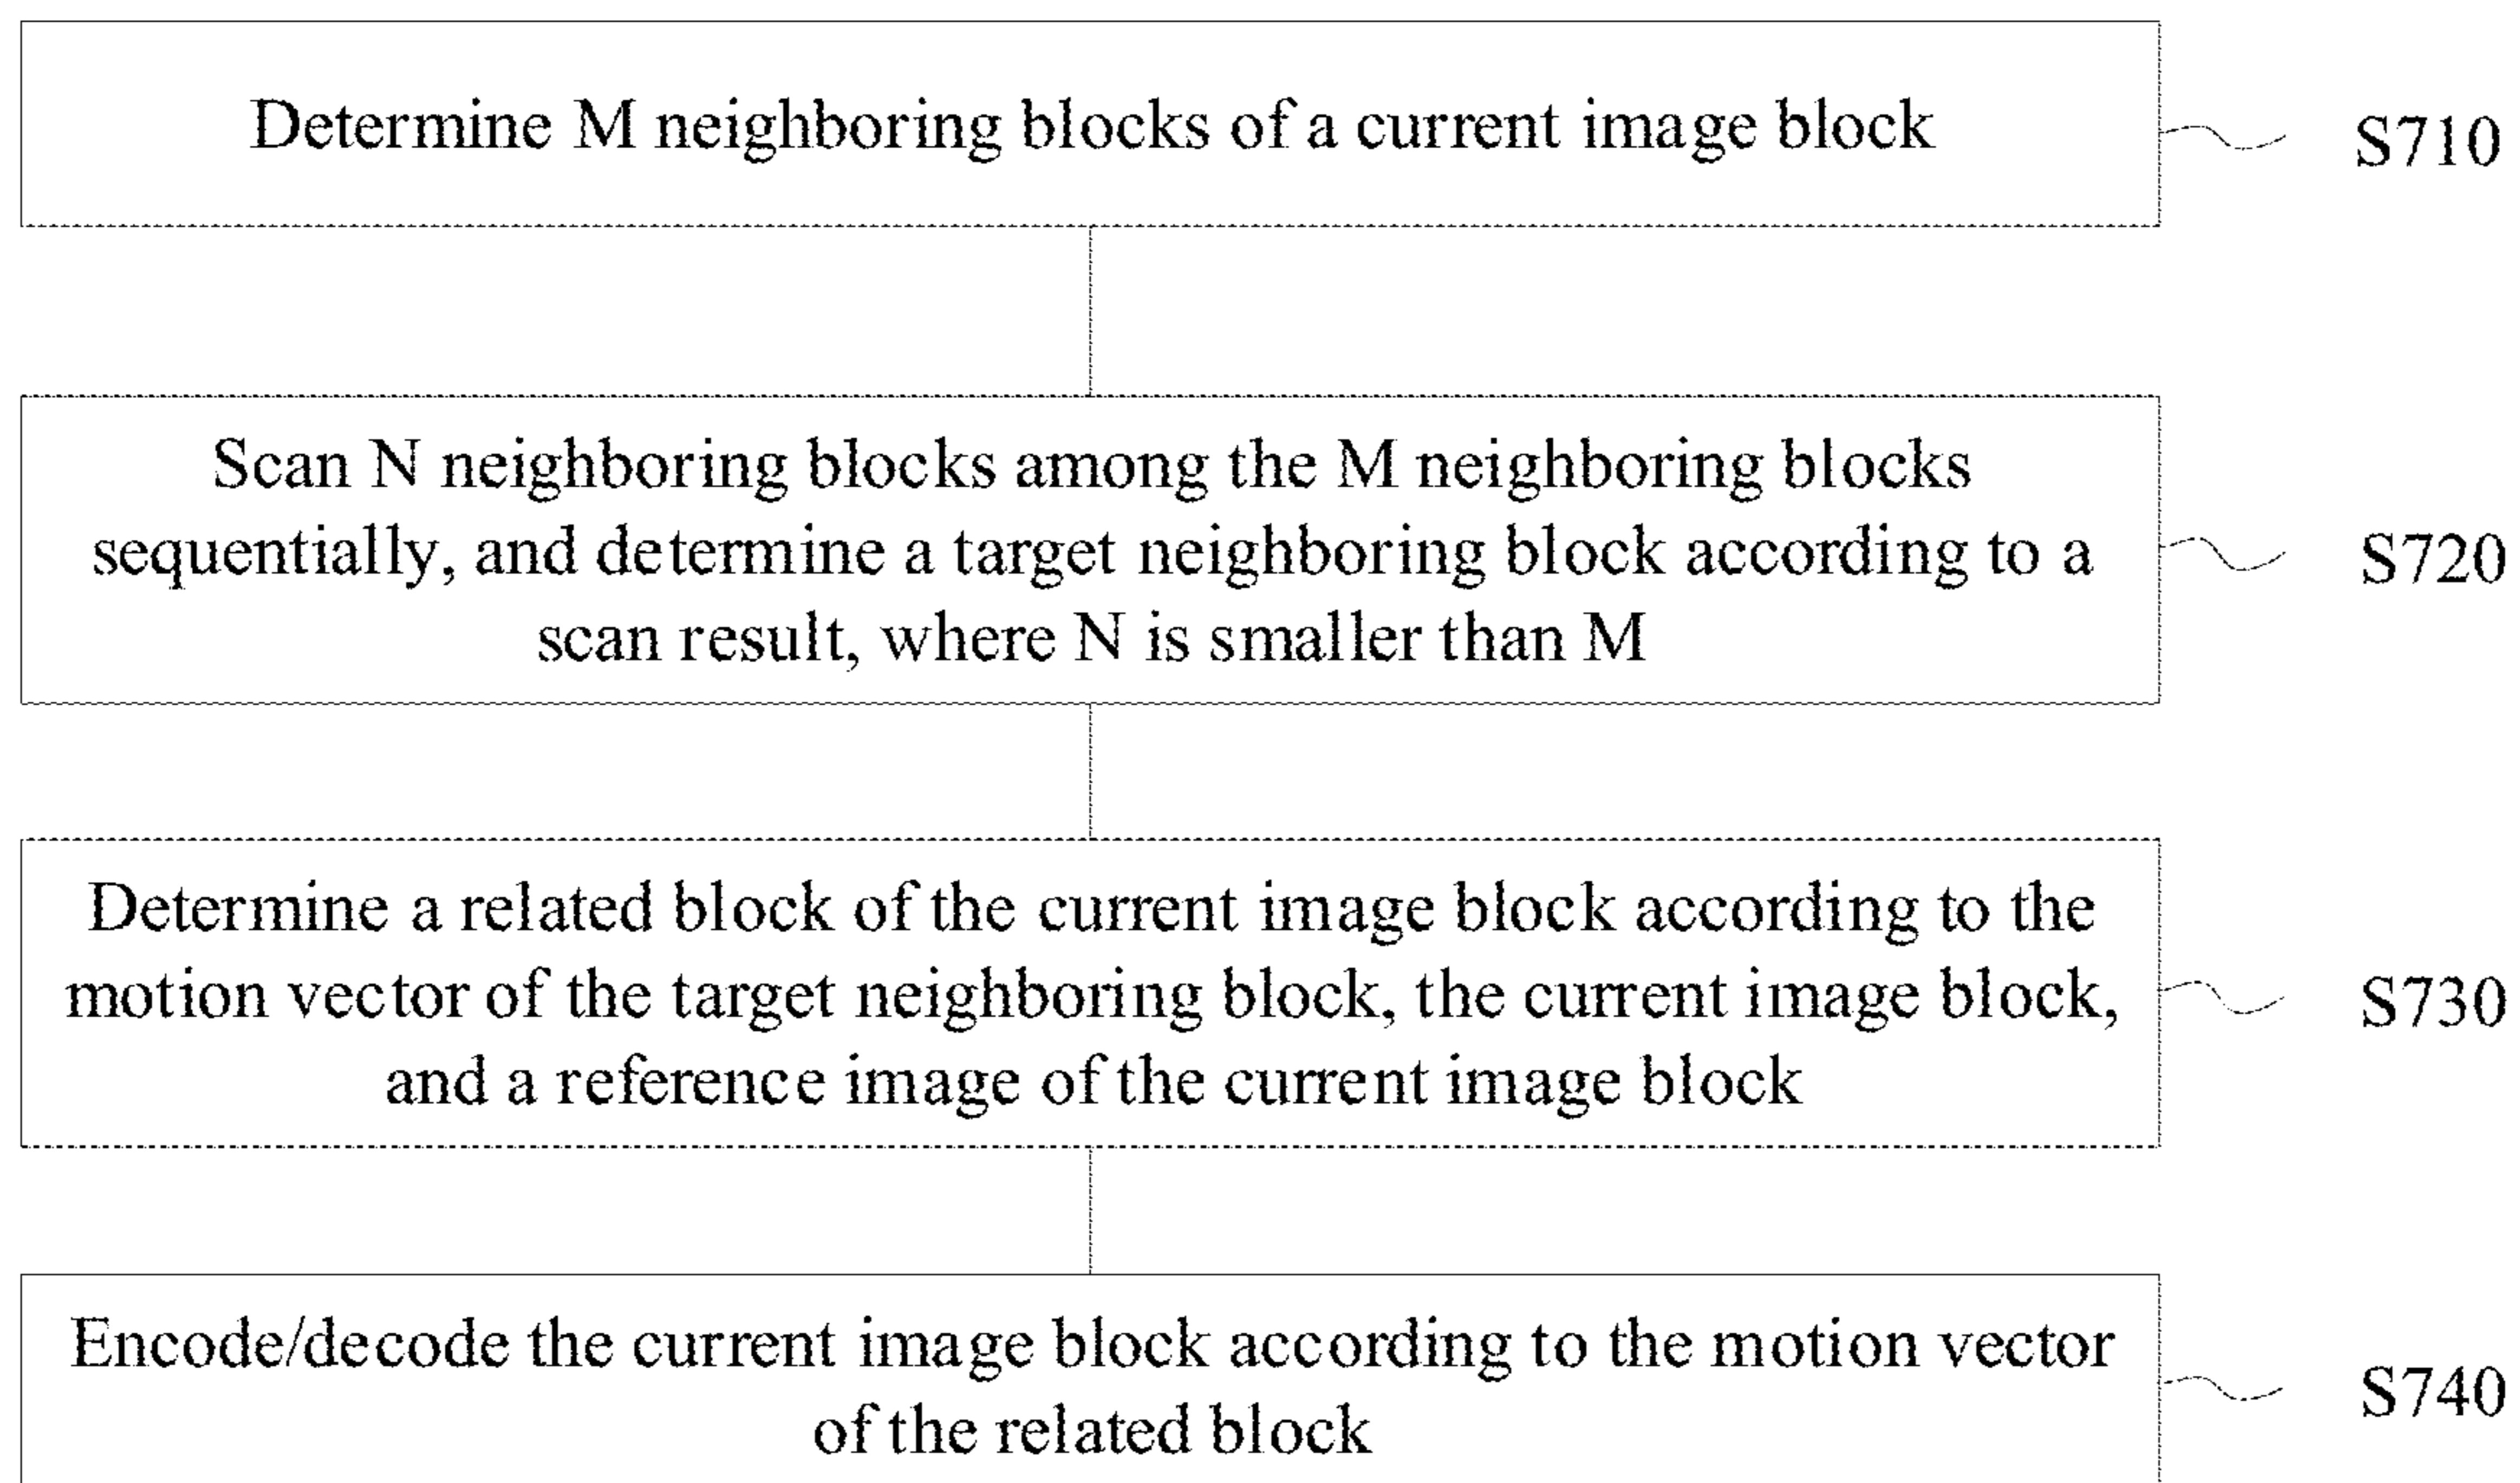 Determine M neighboring blocks of a current image block
S710
Scan N neighboring blocks among the M neighboring blocks
sequentially, and determine a target neighboring block according to a
scan result, where N is smaller than M
S720
Determine a related block of the current image block according to the
motion vector of the target neighboring block, the current image block,
and a reference image of the current image block
S730
Encode/decode the current image block according to the motion vector
of the related block
S740